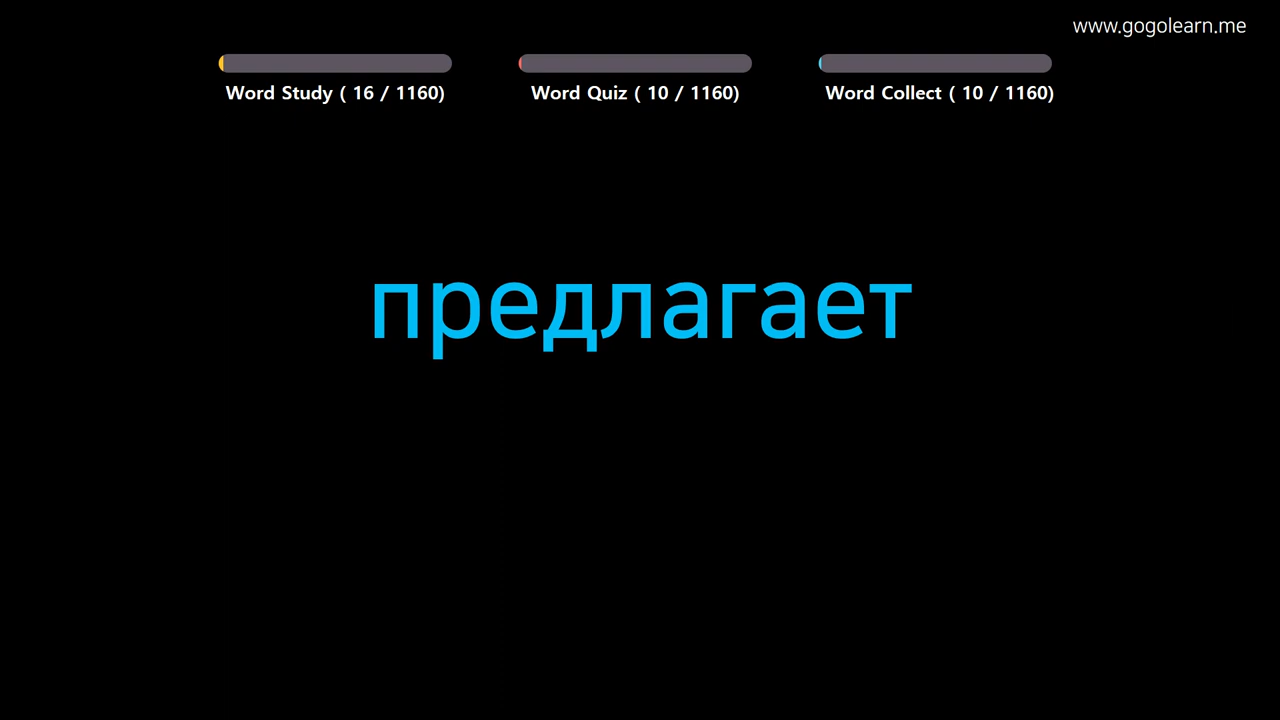 www.gogolearn.me
Word Study ( 16 / 1160)
Word Quiz ( 10 / 1160)
Word Collect ( 10 / 1160)
предлагает